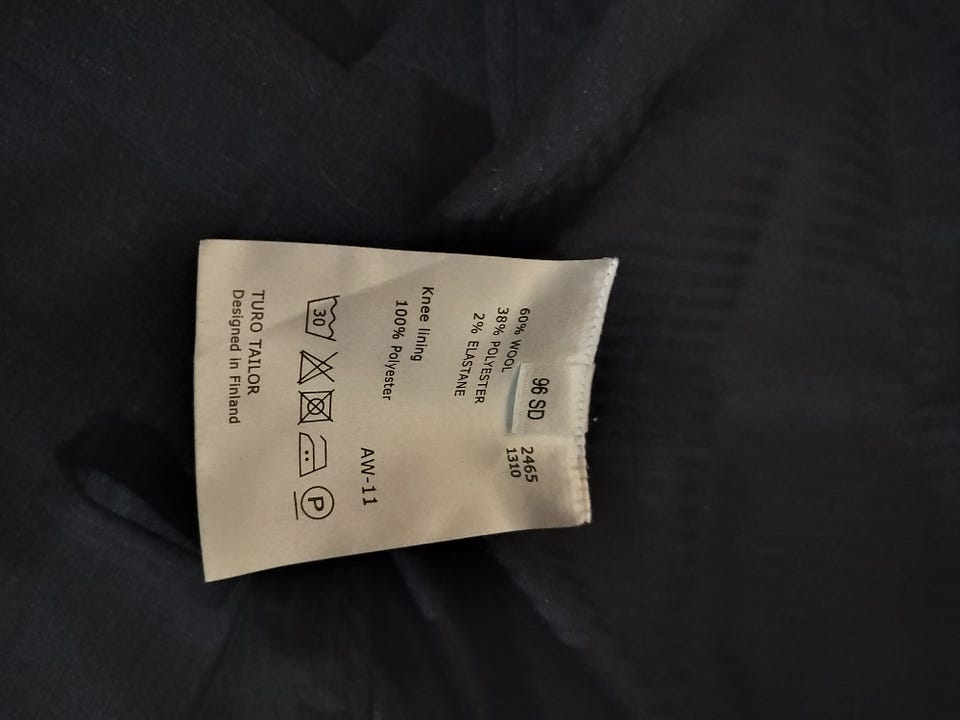 96 SD
60% WOOL
38% POLYESTER
2% ELASTANE
2465
1310
Knee lining
100% Polyester
AW-11
30
P
TURO TAILOR
Designed in Finland